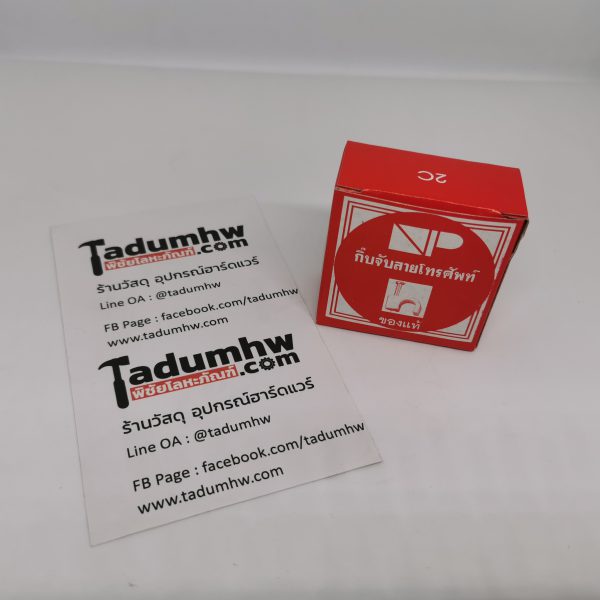 Tadumhw
.com
พิชัยโลหะภัณฑ์
ร้านวัสดุ อุปกรณ์ฮาร์ดแวร์
Line OA : @tadumhw
FB Page : facebook.com/tadumhw
www.tadumhw.com
Tadumhw
.com
พิชัยโลหะภัณฑ์
ร้านวัสดุ อุปกรณ์ฮาร์ดแวร์
Line OA : @tadumhw
FB Page : facebook.com/tadumhw
www.tadumhw.com
2C
NP
กิ๊บจับสายโทรศัพท์
ของแท้